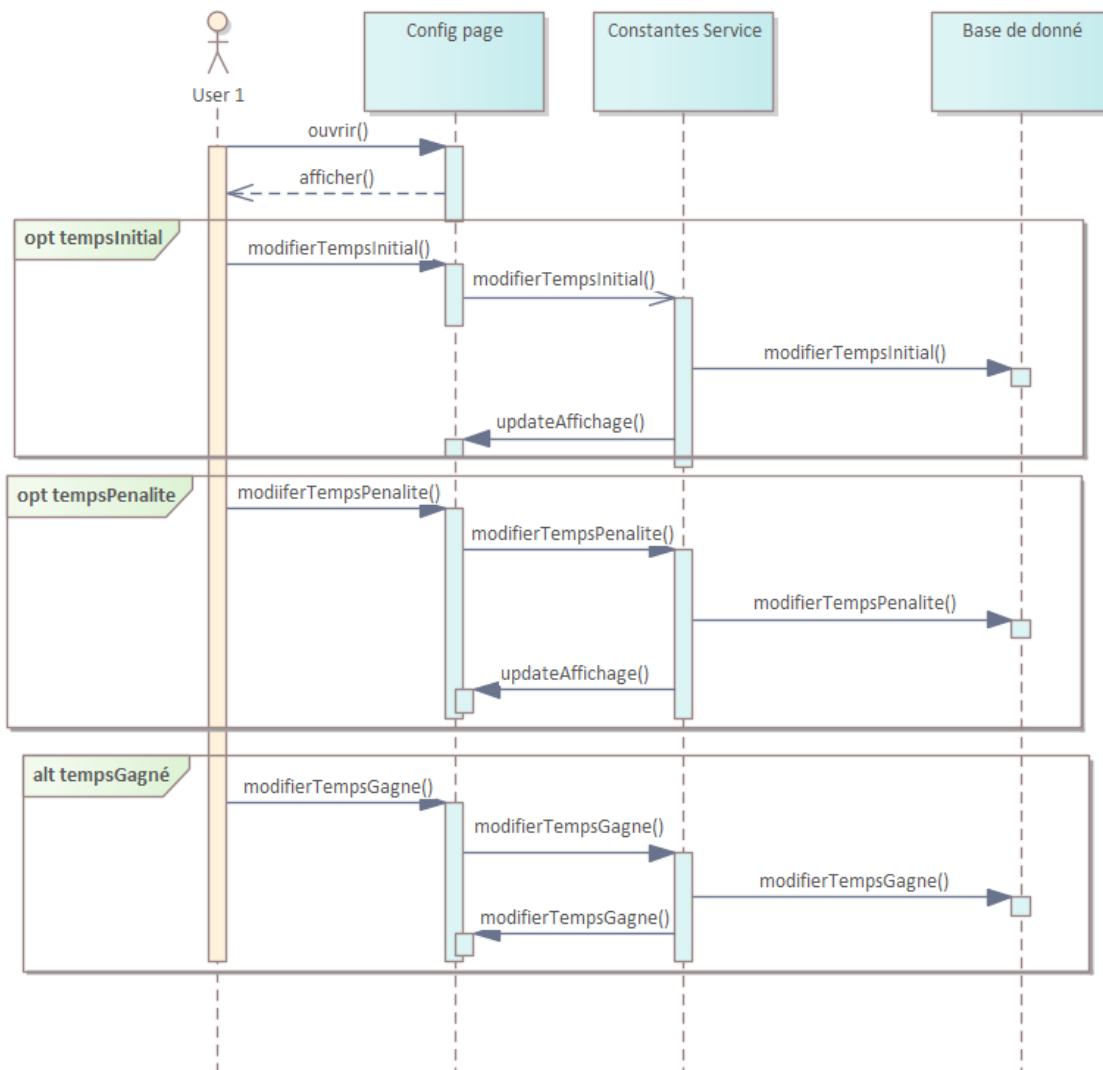 Config page
Constantes Service
Base de donné
User 1
ouvrir()
afficher()
opt tempsInitial
modifierTempsInitial()
modifierTempsInitial()
modifierTempsInitial()
updateAffichage()
opt tempsPenalite
modiiferTempsPenalite()
modifierTempsPenalite()
modifierTempsPenalite()
updateAffichage()
alt tempsGagné
modifierTempsGagne()
modifierTempsGagne()
modifierTempsGagne()
modifierTempsGagne()